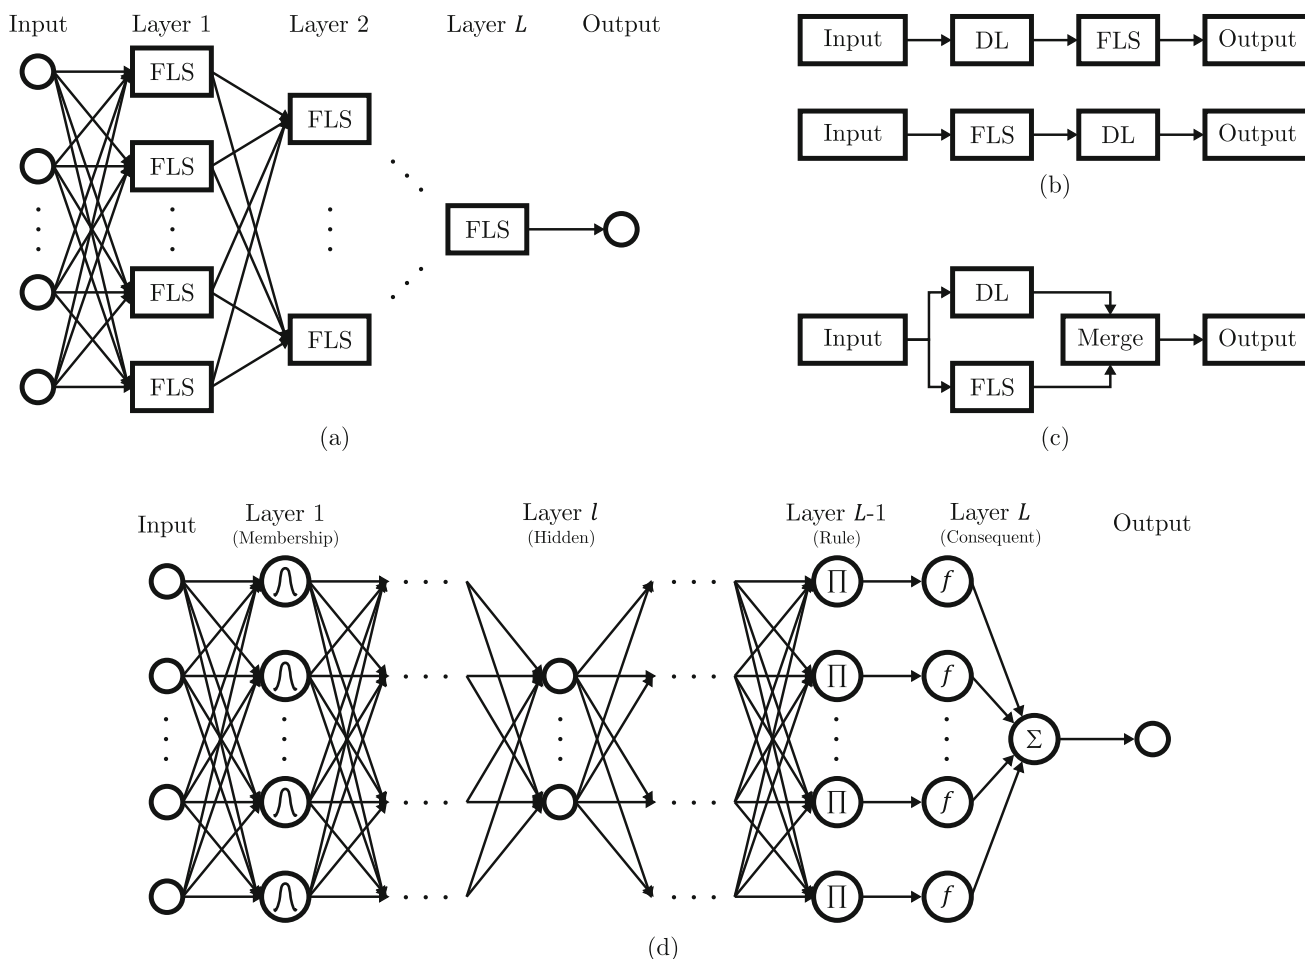 Input Layer 1 Layer 2 Layer L Output
FLS
FLS
FLS
FLS
FLS
FLS
FLS
(a)
Input DL FLS Output
Input FLS DL Output
(b)
DL
Input Merge Output
FLS
(c)
Input Layer 1 Layer l Layer L-1 Layer L Output
(Membership) (Hidden) (Rule) (Consequent)
∏ f
∏ f
Σ
∏ f
∏ f
(d)